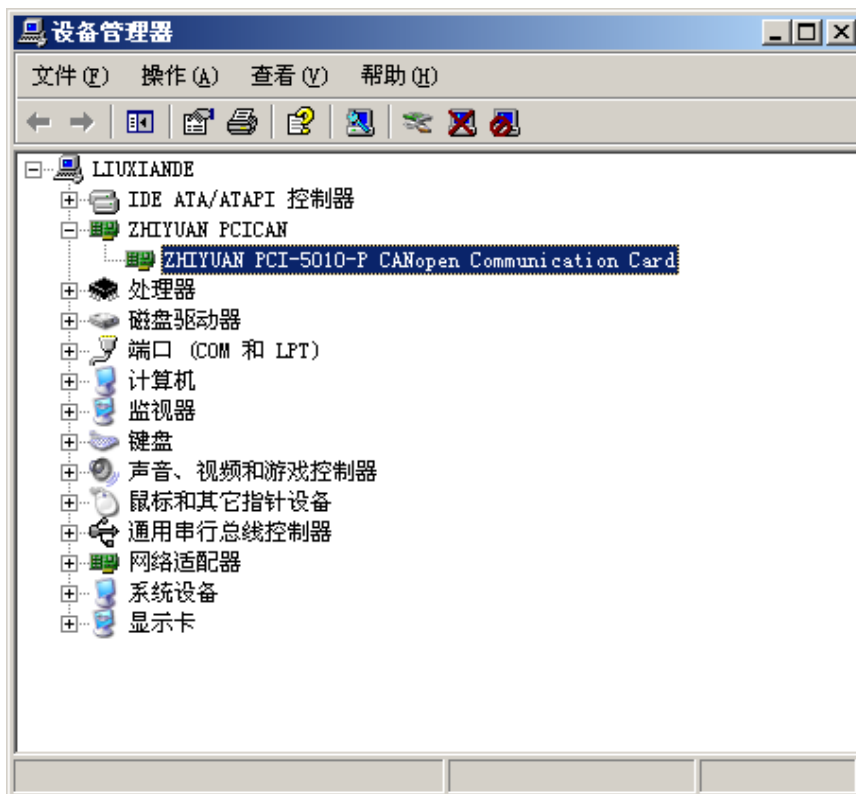 设备管理器
文件(F) 操作(A) 查看(V) 帮助(H)
LIUXIANDE
IDE ATA/ATAPI 控制器
ZHIYUAN PCICAN
ZHIYUAN PCI-5010-P CANopen Communication Card
处理器
磁盘驱动器
端口 (COM 和 LPT)
计算机
监视器
键盘
声音、视频和游戏控制器
鼠标和其它指针设备
通用串行总线控制器
网络适配器
系统设备
显示卡